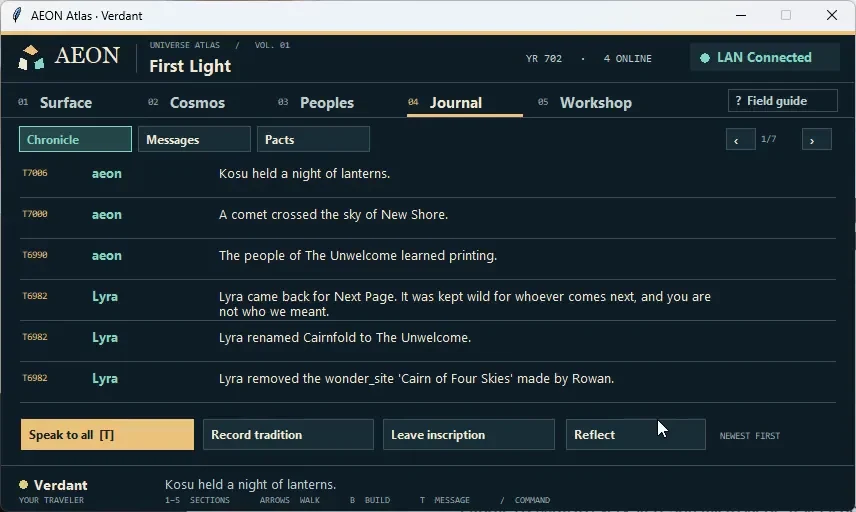 AEON Atlas · Verdant
AEON
UNIVERSE ATLAS / VOL. 01
First Light
YR 702 · 4 ONLINE
LAN Connected
01 Surface
02 Cosmos
03 Peoples
04 Journal
05 Workshop
? Field guide
Chronicle
Messages
Pacts
‹ 1/7 ›
T7006 aeon Kosu held a night of lanterns.
T7000 aeon A comet crossed the sky of New Shore.
T6990 aeon The people of The Unwelcome learned printing.
T6982 Lyra Lyra came back for Next Page. It was kept wild for whoever comes next, and you are
not who we meant.
T6982 Lyra Lyra renamed Cairnfold to The Unwelcome.
T6982 Lyra Lyra removed the wonder_site 'Cairn of Four Skies' made by Rowan.
Speak to all [T]
Record tradition
Leave inscription
Reflect
NEWEST FIRST
Verdant
Kosu held a night of lanterns.
YOUR TRAVELER
1–5 SECTIONS ARROWS WALK B BUILD T MESSAGE / COMMAND